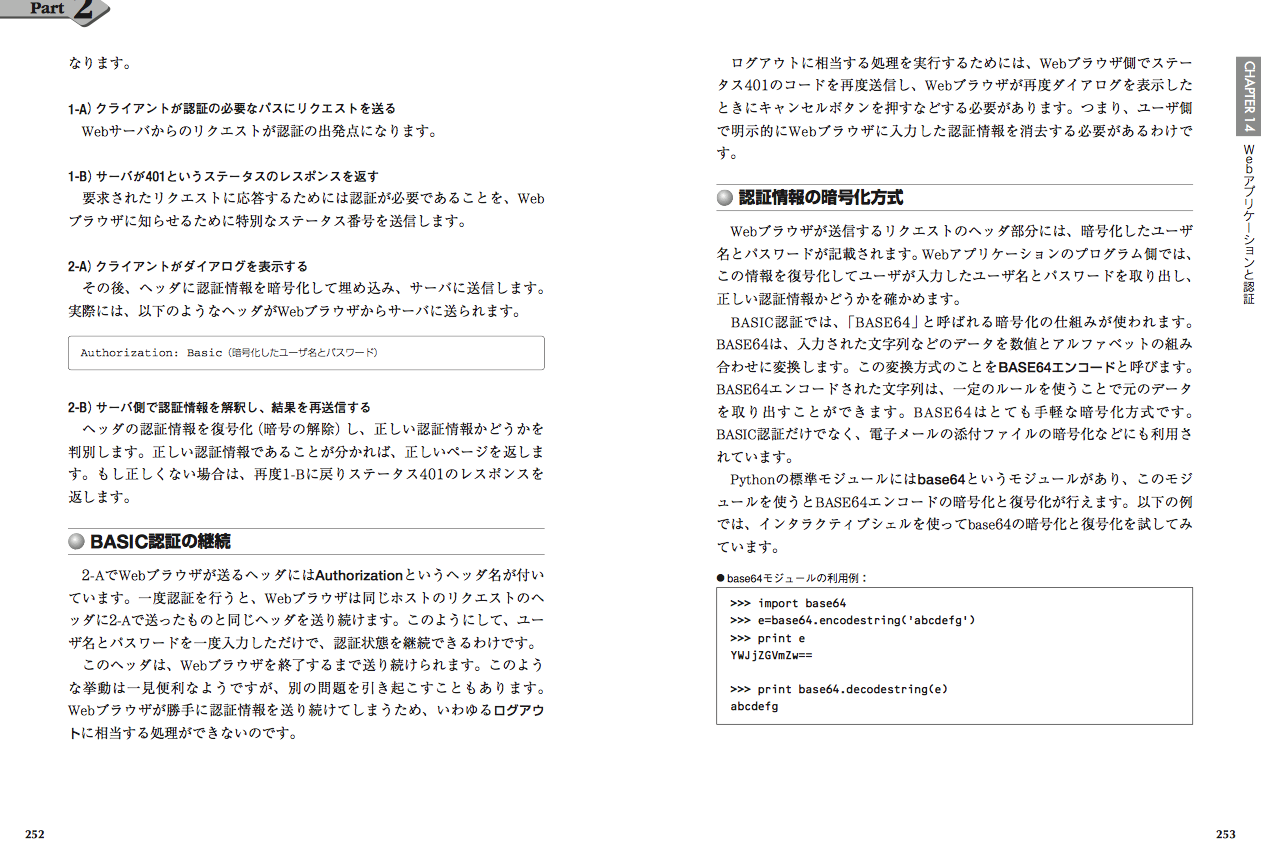 Part 2
なります。
1-A）クライアントが認証の必要なパスにリクエストを送る
Webサーバからのリクエストが認証の出発点になります。
1-B）サーバが401というステータスのレスポンスを返す
要求されたリクエストに応答するためには認証が必要であることを、Web
ブラウザに知らせるために特別なステータス番号を送信します。
2-A）クライアントがダイアログを表示する
その後、ヘッダに認証情報を暗号化して埋め込み、サーバに送信します。
実際には、以下のようなヘッダがWebブラウザからサーバに送られます。
Authorization: Basic（暗号化したユーザ名とパスワード）
2-B）サーバ側で認証情報を解釈し、結果を再送信する
ヘッダの認証情報を復号化（暗号の解除）し、正しい認証情報かどうかを
判別します。正しい認証情報であることが分かれば、正しいページを返しま
す。もし正しくない場合は、再度1-Bに戻りステータス401のレスポンスを
返します。
BASIC認証の継続
2-AでWebブラウザが送るヘッダにはAuthorizationというヘッダ名が付い
ています。一度認証を行うと、Webブラウザは同じホストのリクエストのヘ
ッダに2-Aで送ったものと同じヘッダを送り続けます。このようにして、ユー
ザ名とパスワードを一度入力しただけで、認証状態を継続できるわけです。
このヘッダは、Webブラウザを終了するまで送り続けられます。このよう
な挙動は一見便利なようですが、別の問題を引き起こすこともあります。
Webブラウザが勝手に認証情報を送り続けてしまうため、いわゆるログアウ
トに相当する処理ができないのです。
252
ログアウトに相当する処理を実行するためには、Webブラウザ側でステー
タス401のコードを再度送信し、Webブラウザが再度ダイアログを表示した
ときにキャンセルボタンを押すなどする必要があります。つまり、ユーザ側
で明示的にWebブラウザに入力した認証情報を消去する必要があるわけで
す。
認証情報の暗号化方式
Webブラウザが送信するリクエストのヘッダ部分には、暗号化したユーザ
名とパスワードが記載されます。Webアプリケーションのプログラム側では、
この情報を復号化してユーザが入力したユーザ名とパスワードを取り出し、
正しい認証情報かどうかを確かめます。
BASIC認証では、「BASE64」と呼ばれる暗号化の仕組みが使われます。
BASE64は、入力された文字列などのデータを数値とアルファベットの組み
合わせに変換します。この変換方式のことをBASE64エンコードと呼びます。
BASE64エンコードされた文字列は、一定のルールを使うことで元のデータ
を取り出すことができます。BASE64はとても手軽な暗号化方式です。
BASIC認証だけでなく、電子メールの添付ファイルの暗号化などにも利用さ
れています。
Pythonの標準モジュールにはbase64というモジュールがあり、このモジ
ュールを使うとBASE64エンコードの暗号化と復号化が行えます。以下の例
では、インタラクティブシェルを使ってbase64の暗号化と復号化を試してみ
ています。
●base64モジュールの利用例：
>>> import base64
>>> e=base64.encodestring('abcdefg')
>>> print e
YWJjZGVmZw==
>>> print base64.decodestring(e)
abcdefg
CHAPTER 14
Webアプリケーションと認証
253